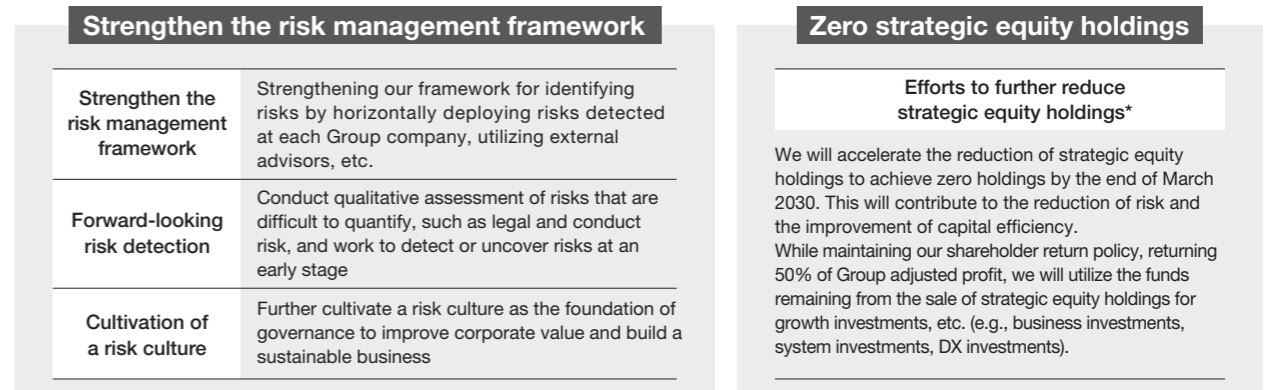 Strengthen the risk management framework
Strengthen the
risk management
framework
Strengthening our framework for identifying
risks by horizontally deploying risks detected
at each Group company, utilizing external
advisors, etc.
Forward-looking
risk detection
Conduct qualitative assessment of risks that are
difficult to quantify, such as legal and conduct
risk, and work to detect or uncover risks at an
early stage
Cultivation of
a risk culture
Further cultivate a risk culture as the foundation of
governance to improve corporate value and build a
sustainable business
Zero strategic equity holdings
Efforts to further reduce
strategic equity holdings*
We will accelerate the reduction of strategic equity
holdings to achieve zero holdings by the end of March
2030. This will contribute to the reduction of risk and
the improvement of capital efficiency.
While maintaining our shareholder return policy, returning
50% of Group adjusted profit, we will utilize the funds
remaining from the sale of strategic equity holdings for
growth investments, etc. (e.g., business investments,
system investments, DX investments).